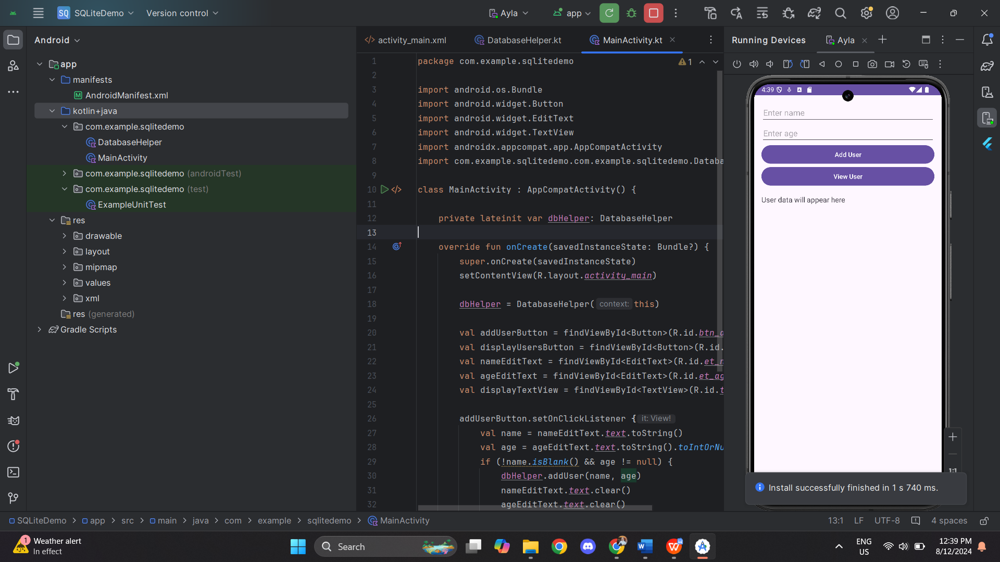 SQ SQLiteDemo Version control Ayla app
Android
app
manifests
AndroidManifest.xml
kotlin+java
com.example.sqlitedemo
DatabaseHelper
MainActivity
com.example.sqlitedemo (androidTest)
com.example.sqlitedemo (test)
ExampleUnitTest
res
drawable
layout
mipmap
values
xml
res (generated)
Gradle Scripts
activity_main.xml DatabaseHelper.kt MainActivity.kt
1 package com.example.sqlitedemo 1
2
3 import android.os.Bundle
4 import android.widget.Button
5 import android.widget.EditText
6 import android.widget.TextView
7 import androidx.appcompat.app.AppCompatActivity
8 import com.example.sqlitedemo.com.example.sqlitedemo.Databa
9
10 class MainActivity : AppCompatActivity() {
11
12 private lateinit var dbHelper: DatabaseHelper
13
14 override fun onCreate(savedInstanceState: Bundle?) {
15 super.onCreate(savedInstanceState)
16 setContentView(R.layout.activity_main)
17
18 dbHelper = DatabaseHelper( context: this)
19
20 val addUserButton = findViewById<Button>(R.id.btn_a
21 val displayUsersButton = findViewById<Button>(R.id.
22 val nameEditText = findViewById<EditText>(R.id.et_n
23 val ageEditText = findViewById<EditText>(R.id.et_ag
24 val displayTextView = findViewById<TextView>(R.id.t
25
26 addUserButton.setOnClickListener { it: View!
27 val name = nameEditText.text.toString()
28 val age = ageEditText.text.toString().toIntOrNu
29 if (!name.isBlank() && age != null) {
30 dbHelper.addUser(name, age)
31 nameEditText.text.clear()
32 ageEditText.text.clear()
Running Devices Ayla
4:39
Enter name
Enter age
Add User
View User
User data will appear here
1:1
Install successfully finished in 1 s 740 ms.
SQLiteDemo > app > src > main > java > com > example > sqlitedemo > MainActivity 13:1 LF UTF-8 4 spaces
1 Weather alert
In effect
Search
ENG
US
12:39 PM
8/12/2024